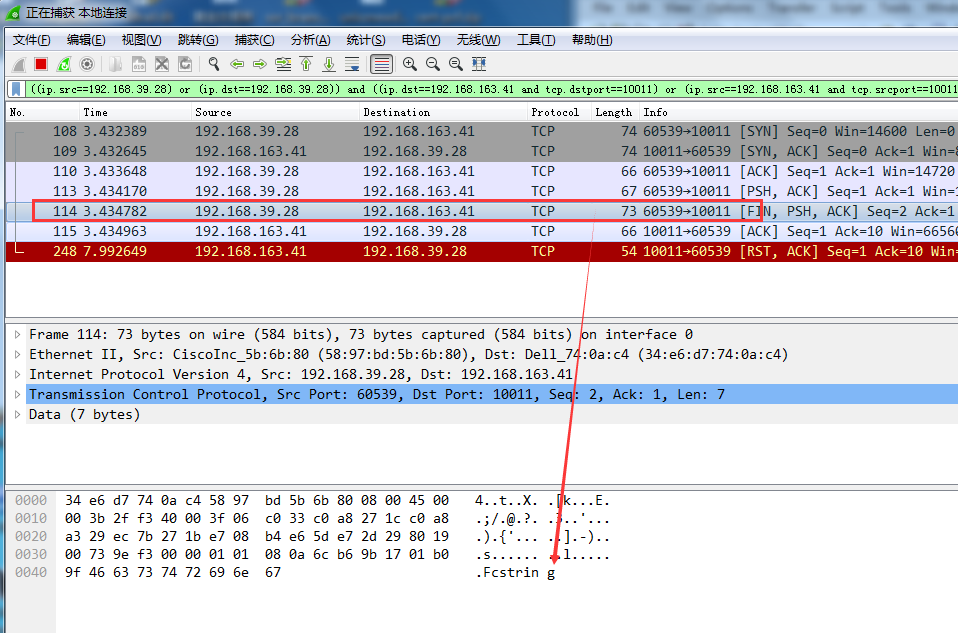 正在捕获 本地连接
文件(F) 编辑(E) 视图(V) 跳转(G) 捕获(C) 分析(A) 统计(S) 电话(Y) 无线(W) 工具(T) 帮助(H)
((ip.src==192.168.39.28) or (ip.dst==192.168.39.28)) and ((ip.dst==192.168.163.41 and tcp.dstport==10011) or (ip.src==192.168.163.41 and tcp.srcport==10011
No. Time Source Destination Protocol Length Info
108 3.432389 192.168.39.28 192.168.163.41 TCP 74 60539→10011 [SYN] Seq=0 Win=14600 Len=0
109 3.432645 192.168.163.41 192.168.39.28 TCP 74 10011→60539 [SYN, ACK] Seq=0 Ack=1 Win=8
110 3.433648 192.168.39.28 192.168.163.41 TCP 66 60539→10011 [ACK] Seq=1 Ack=1 Win=14720
113 3.434170 192.168.39.28 192.168.163.41 TCP 67 60539→10011 [PSH, ACK] Seq=1 Ack=1 Win=1
114 3.434782 192.168.39.28 192.168.163.41 TCP 73 60539→10011 [FIN, PSH, ACK] Seq=2 Ack=1
115 3.434963 192.168.163.41 192.168.39.28 TCP 66 10011→60539 [ACK] Seq=1 Ack=10 Win=66560
248 7.992649 192.168.163.41 192.168.39.28 TCP 54 10011→60539 [RST, ACK] Seq=1 Ack=10 Win=
Frame 114: 73 bytes on wire (584 bits), 73 bytes captured (584 bits) on interface 0
Ethernet II, Src: CiscoInc_5b:6b:80 (58:97:bd:5b:6b:80), Dst: Dell_74:0a:c4 (34:e6:d7:74:0a:c4)
Internet Protocol Version 4, Src: 192.168.39.28, Dst: 192.168.163.41
Transmission Control Protocol, Src Port: 60539, Dst Port: 10011, Seq: 2, Ack: 1, Len: 7
Data (7 bytes)
0000 34 e6 d7 74 0a c4 58 97 bd 5b 6b 80 08 00 45 00 4..t..X. .[k...E.
0010 00 3b 2f f3 40 00 3f 06 c0 33 c0 a8 27 1c c0 a8 .;/.@.?. .3..'...
0020 a3 29 ec 7b 27 1b e7 08 b4 e6 5d e7 2d 29 80 19 .).{'... ..].-)..
0030 00 73 9e f3 00 00 01 01 08 0a 6c b6 9b 17 01 b0 .s...... ..l.....
0040 9f 46 63 73 74 72 69 6e 67 .Fcstrin g